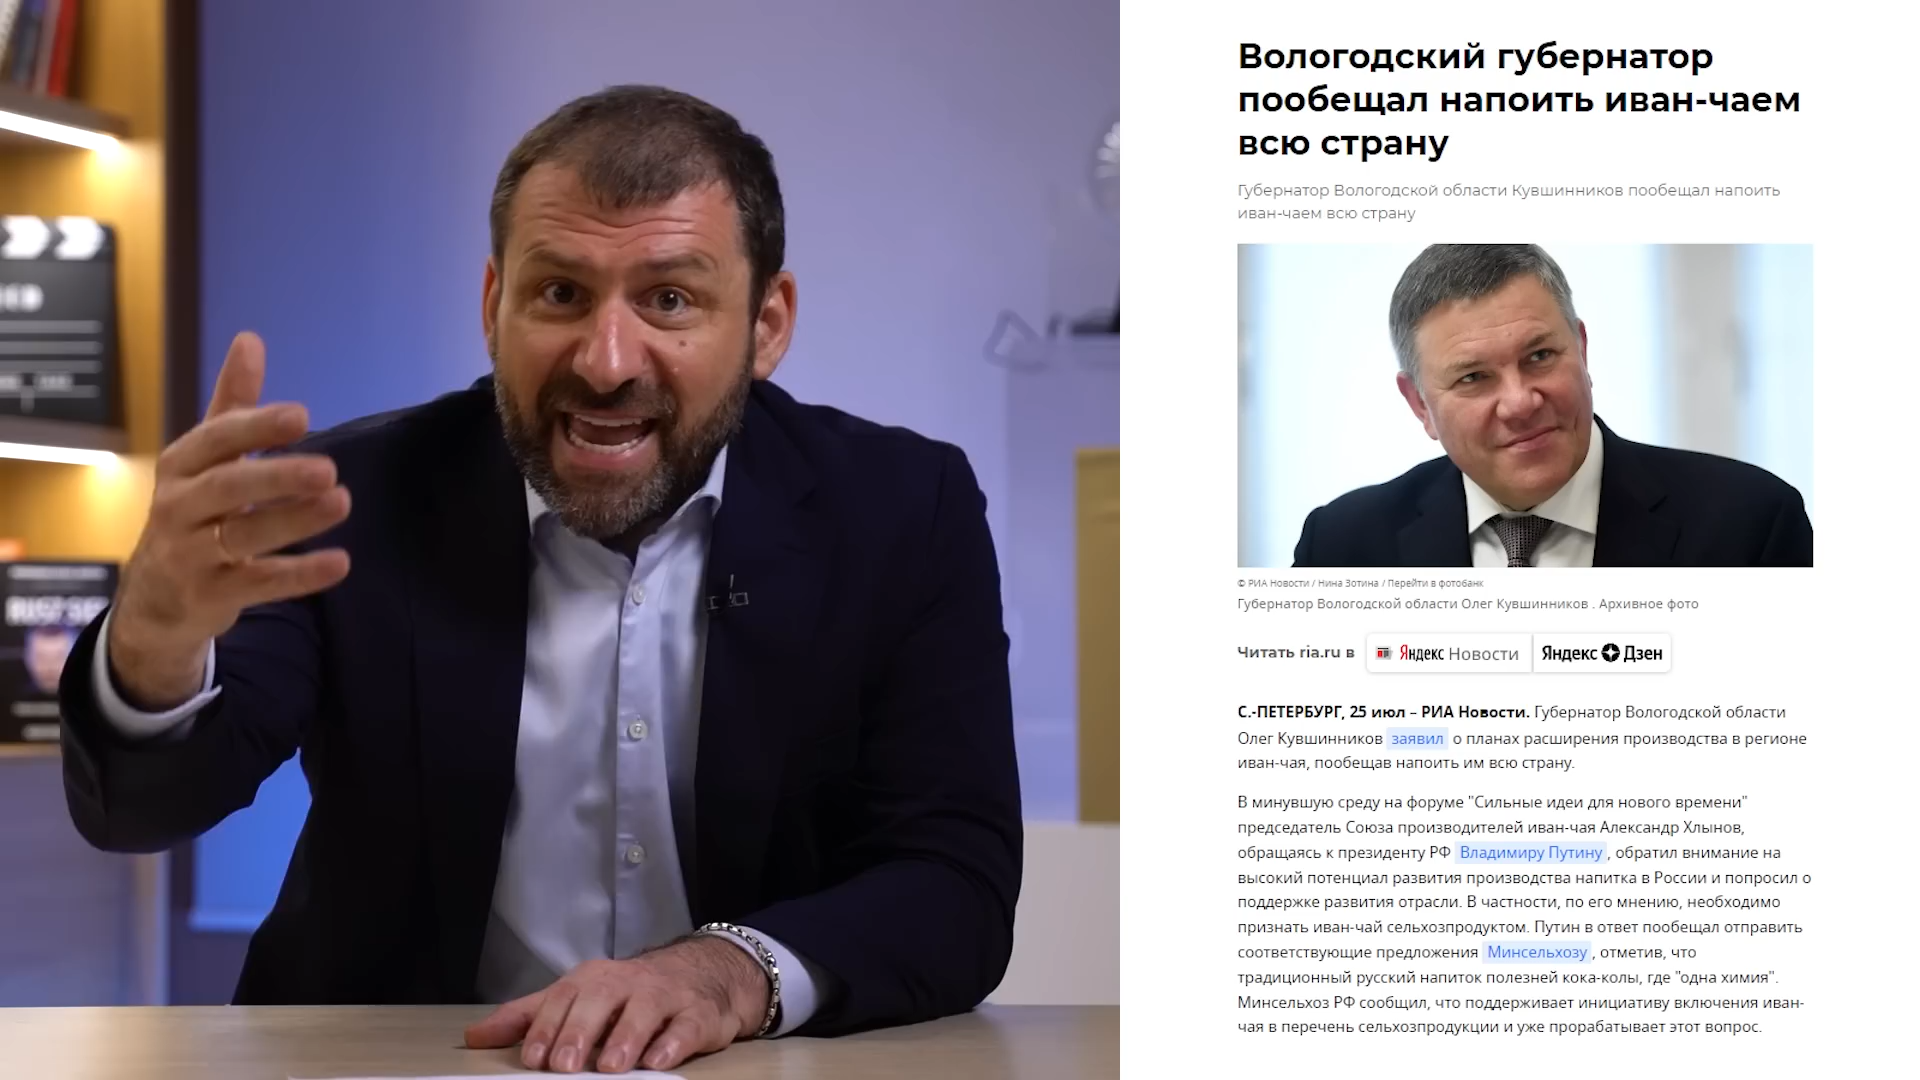 Вологодский губернатор
пообещал напоить иван-чаем
всю страну
Губернатор Вологодской области Кувшинников пообещал напоить
иван-чаем всю страну
© РИА Новости / Нина Зотина / Перейти в фотобанк
Губернатор Вологодской области Олег Кувшинников . Архивное фото
Читать ria.ru в
Яндекс Новости
Яндекс Дзен
С.-ПЕТЕРБУРГ, 25 июл – РИА Новости. Губернатор Вологодской области
Олег Кувшинников заявил о планах расширения производства в регионе
иван-чая, пообещав напоить им всю страну.
В минувшую среду на форуме "Сильные идеи для нового времени"
председатель Союза производителей иван-чая Александр Хлынов,
обращаясь к президенту РФ Владимиру Путину , обратил внимание на
высокий потенциал развития производства напитка в России и попросил о
поддержке развития отрасли. В частности, по его мнению, необходимо
признать иван-чай сельхозпродуктом. Путин в ответ пообещал отправить
соответствующие предложения Минсельхозу , отметив, что
традиционный русский напиток полезней кока-колы, где "одна химия".
Минсельхоз РФ сообщил, что поддерживает инициативу включения иван-
чая в перечень сельхозпродукции и уже прорабатывает этот вопрос.